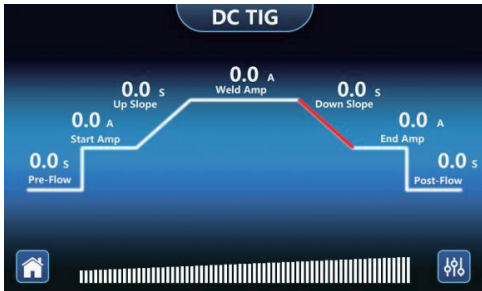 DC TIG
0.0 A
Weld Amp
0.0 S
Up Slope
0.0 S
Down Slope
0.0 A
Start Amp
0.0 A
End Amp
0.0 S
Pre-Flow
0.0 S
Post-Flow